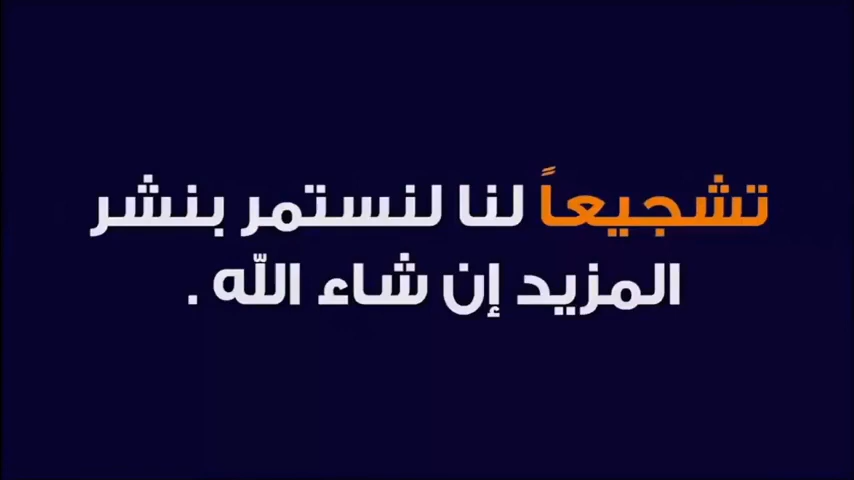 تشجيعاً لنا لنستمر بنشر
المزيد إن شاء الله .